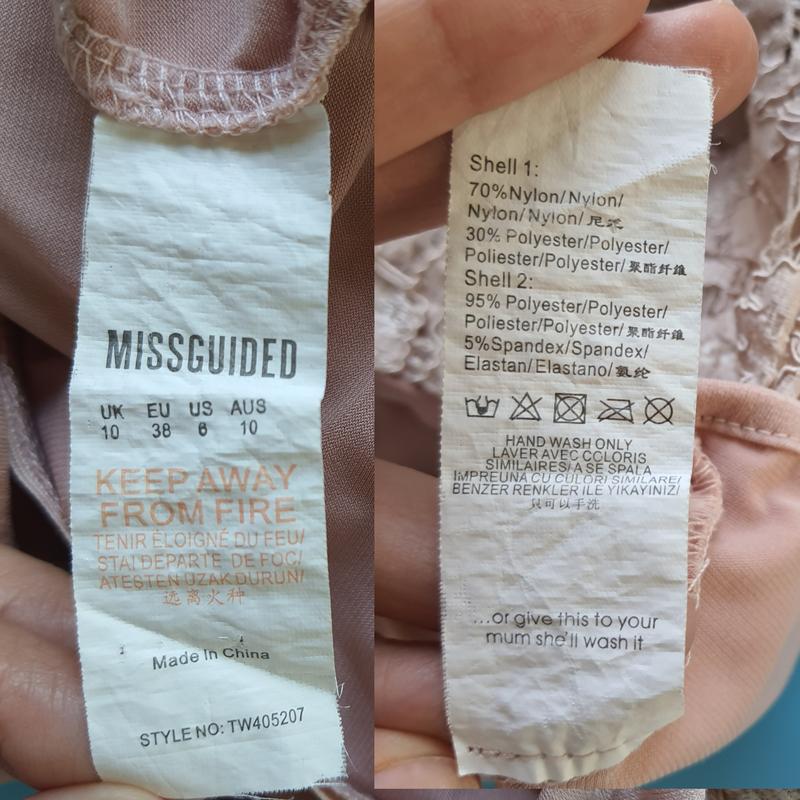 MISSGUIDED
UK EU US AUS
10 38 6 10
KEEP AWAY
FROM FIRE
TENIR ÉLOIGNÉ DU FEU/
STAI DEPARTE DE FOC/
ATESTEN UZAK DURUN/
远离火种
Made In China
STYLE NO: TW405207
Shell 1:
70%Nylon/Nylon/
Nylon/Nylon/尼龙
30% Polyester/Polyester/
Poliester/Polyester/聚酯纤维
Shell 2:
95% Polyester/Polyester/
Poliester/Polyester/聚酯纤维
5%Spandex/Spandex/
Elastan/Elastano/氨纶
HAND WASH ONLY
LAVER AVEC COLORIS
SIMILAIRES/A SE SPALA
IMPREUNA CU CULORI SIMILARE/
BENZER RENKLER ILE YIKAYINIZ/
只可以手洗
...or give this to your
mum she'll wash it